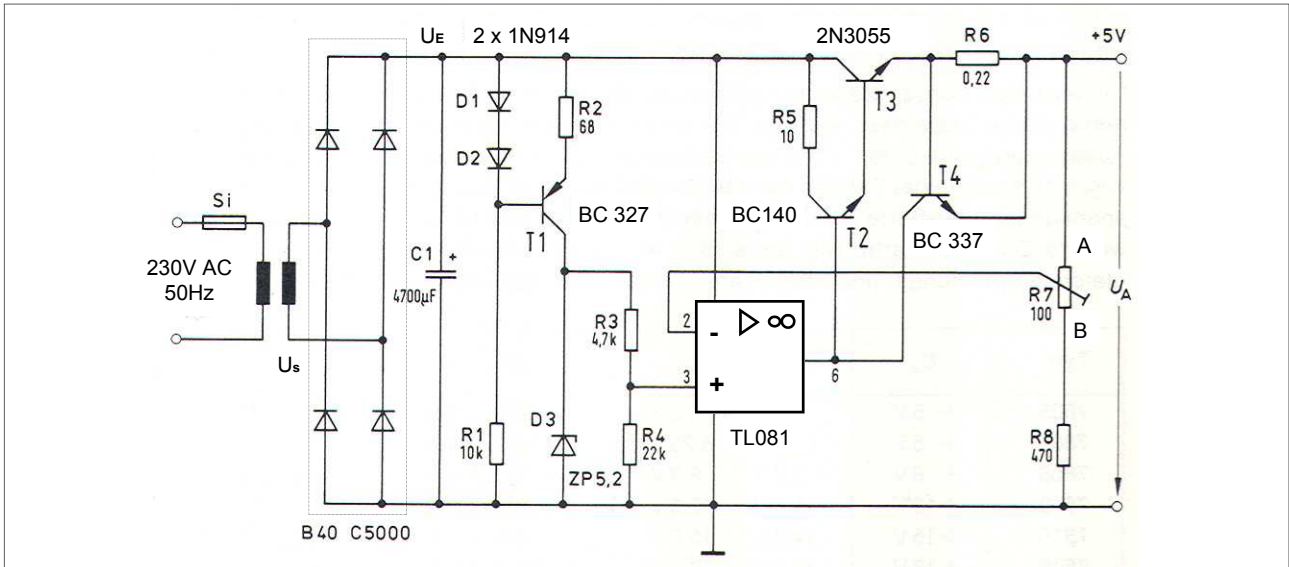 UE 2 x 1N914 2N3055 R6 +5V
0,22
D1
R2
68
T3
R5
10
D2
T4
Si
BC 327
BC140
T1
T2
BC 337
A
230V AC
50Hz
C1 +
4700µF
R7
100
UA
2 - ▷ ∞
R3
4,7k
B
Us
3 +
6
TL081
D3
R1
10k
R4
22k
R8
470
ZP5,2
B40 C5000